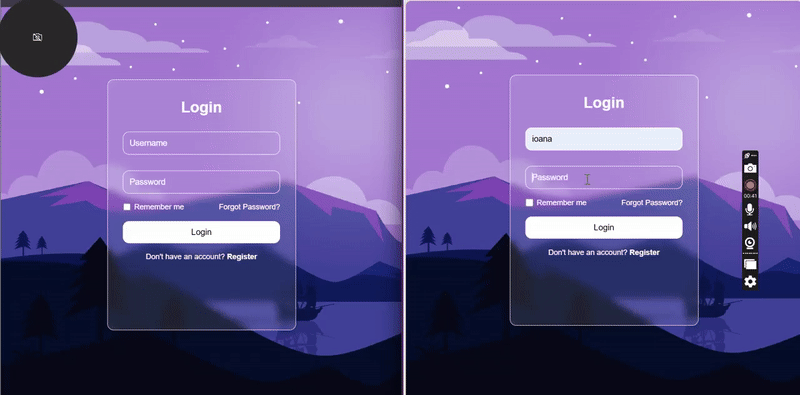 Login
Username
Password
Remember me Forgot Password?
Login
Don't have an account? Register
Login
ioana
Password
Remember me Forgot Password?
Login
Don't have an account? Register
00:41